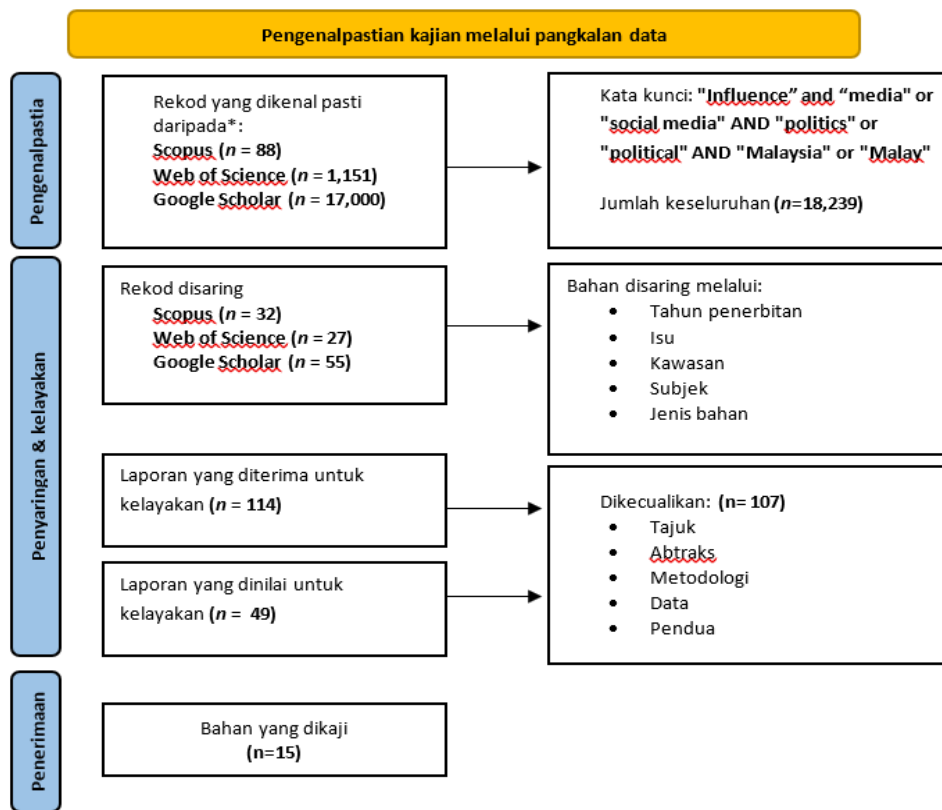 Pengenalpastian kajian melalui pangkalan data
Pengenalpastia
Rekod yang dikenal pasti
daripada*:
Scopus (n = 88)
Web of Science (n = 1,151)
Google Scholar (n = 17,000)
Kata kunci: "Influence” and “media" or
"social media" AND "politics" or
"political" AND "Malaysia" or "Malay"
Jumlah keseluruhan (n=18,239)
Penyaringan & kelayakan
Rekod disaring
Scopus (n = 32)
Web of Science (n = 27)
Google Scholar (n = 55)
Bahan disaring melalui:
• Tahun penerbitan
• Isu
• Kawasan
• Subjek
• Jenis bahan
Laporan yang diterima untuk
kelayakan (n = 114)
Laporan yang dinilai untuk
kelayakan (n = 49)
Dikecualikan: (n= 107)
• Tajuk
• Abtraks
• Metodologi
• Data
• Pendua
Penerimaan
Bahan yang dikaji
(n=15)